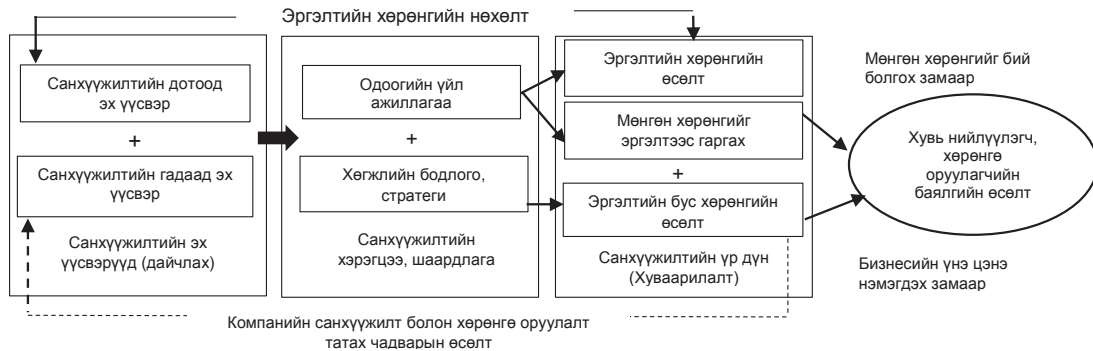 Эргэлтийн хөрөнгийн нөхөлт
Санхүүжилтийн дотоод
эх үүсвэр
+
Санхүүжилтийн гадаад эх
үүсвэр
Санхүүжилтийн эх
үүсвэрүүд (дайчлах)
Одоогийн үйл
ажиллагаа
+
Хөгжлийн бодлого,
стратеги
Санхүүжилтийн
хэрэгцээ, шаардлага
Эргэлтийн хөрөнгийн
өсөлт
Мөнгөн хөрөнгийг
эргэлтээс гаргах
+
Эргэлтийн бус хөрөнгийн
өсөлт
Санхүүжилтийн үр дүн
(Хуваарилалт)
Мөнгөн хөрөнгийг бий
болгох замаар
Хувь нийлүүлэгч,
хөрөнгө
оруулагчийн
баялгийн өсөлт
Бизнесийн үнэ цэнэ
нэмэгдэх замаар
Компанийн санхүүжилт болон хөрөнгө оруулалт
татах чадварын өсөлт